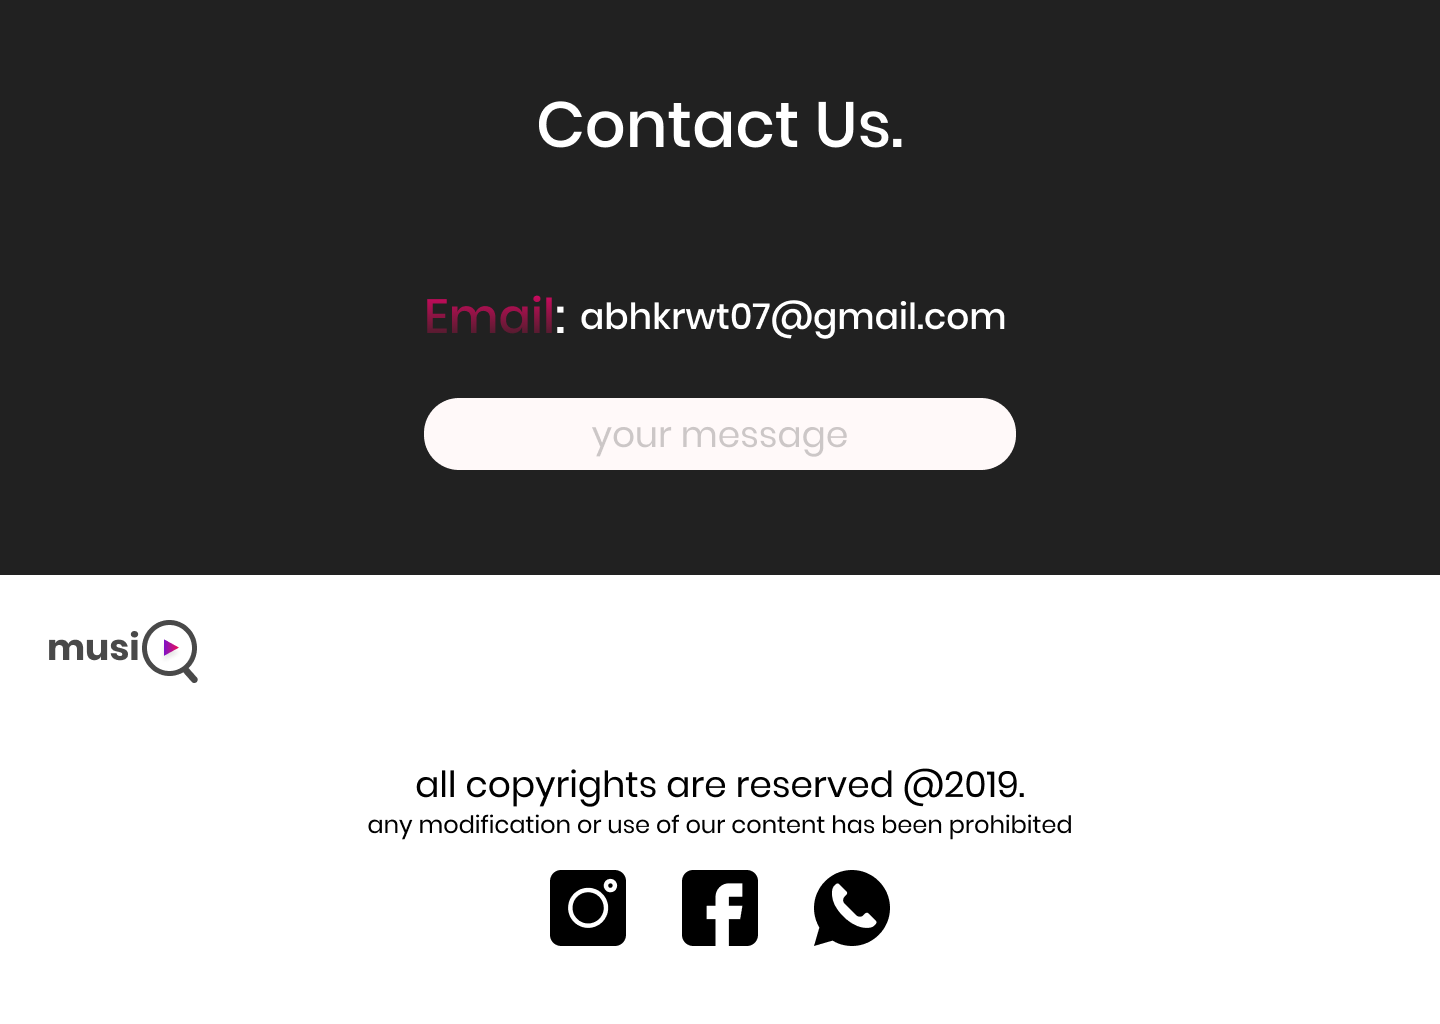 Contact Us.
Email: abhkrwt07@gmail.com
your message
musiQ
all copyrights are reserved @2019.
any modification or use of our content has been prohibited